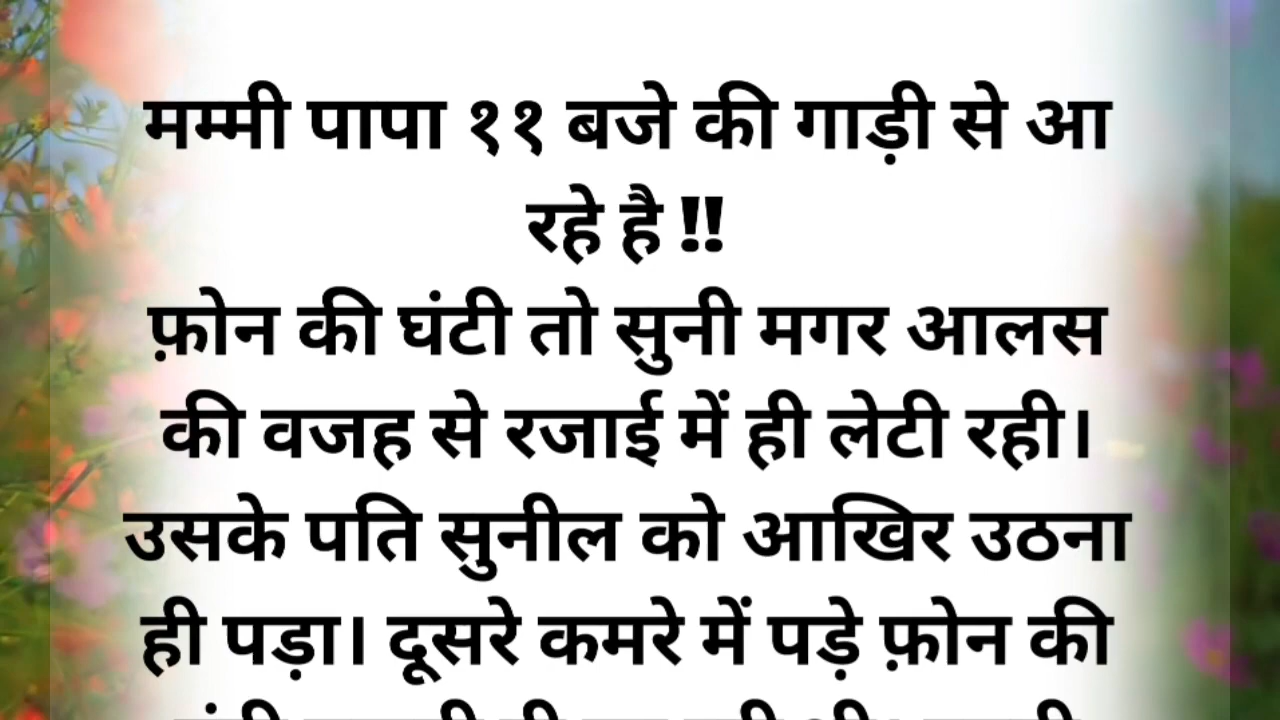 मम्मी पापा ११ बजे की गाड़ी से आ
रहे है !!
फ़ोन की घंटी तो सुनी मगर आलस
की वजह से रजाई में ही लेटी रही।
उसके पति सुनील को आखिर उठना
ही पड़ा। दूसरे कमरे में पड़े फ़ोन की